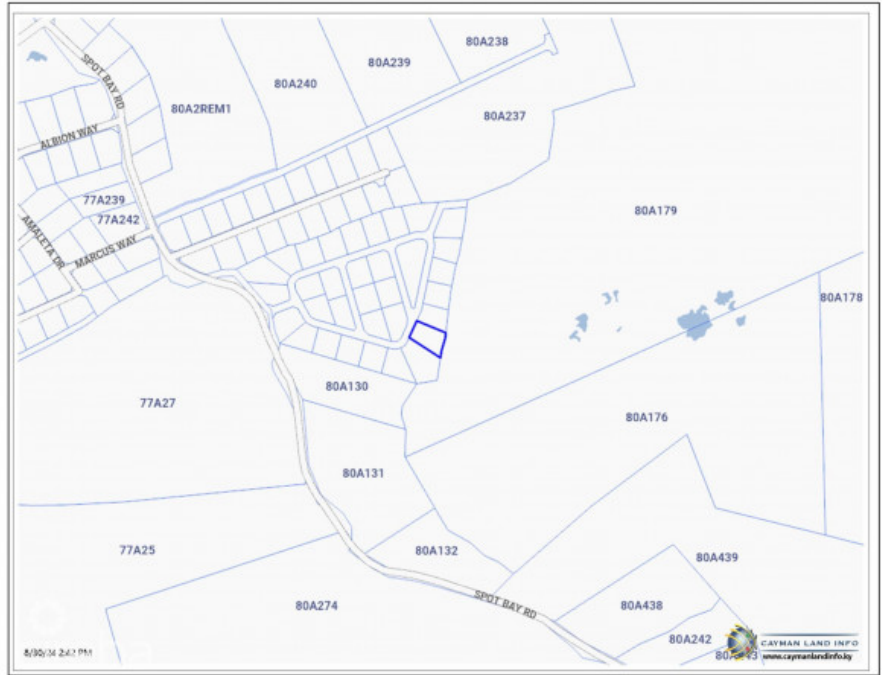 80A238
SPOT BAY RD
80A239
80A240
80A2REM1
80A237
ALBION WAY
77A239
77A242
80A179
AMALETA DR
MARCUS WAY
80A178
80A130
77A27
80A176
80A131
77A25
80A132
80A439
80A274
SPOT BAY RD
80A438
80A242
CAYMAN LAND INFO
www.caymanlandinfo.ky